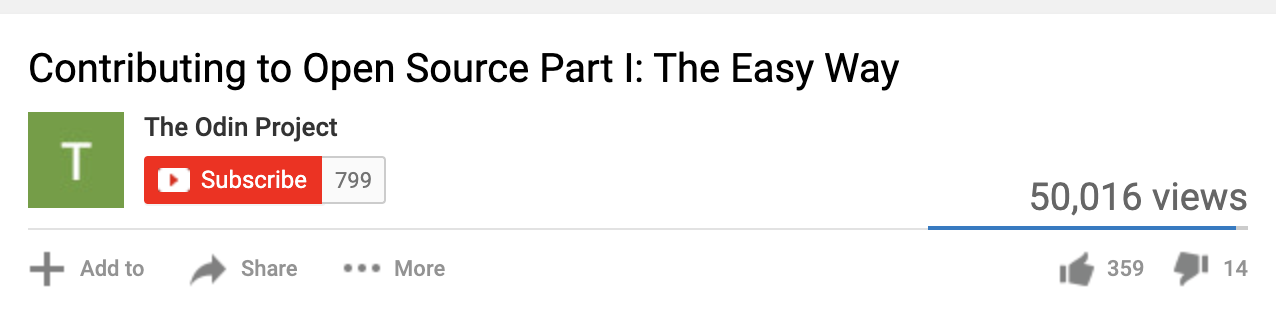 Contributing to Open Source Part I: The Easy Way
T
The Odin Project
Subscribe 799
50,016 views
Add to Share More 359 14